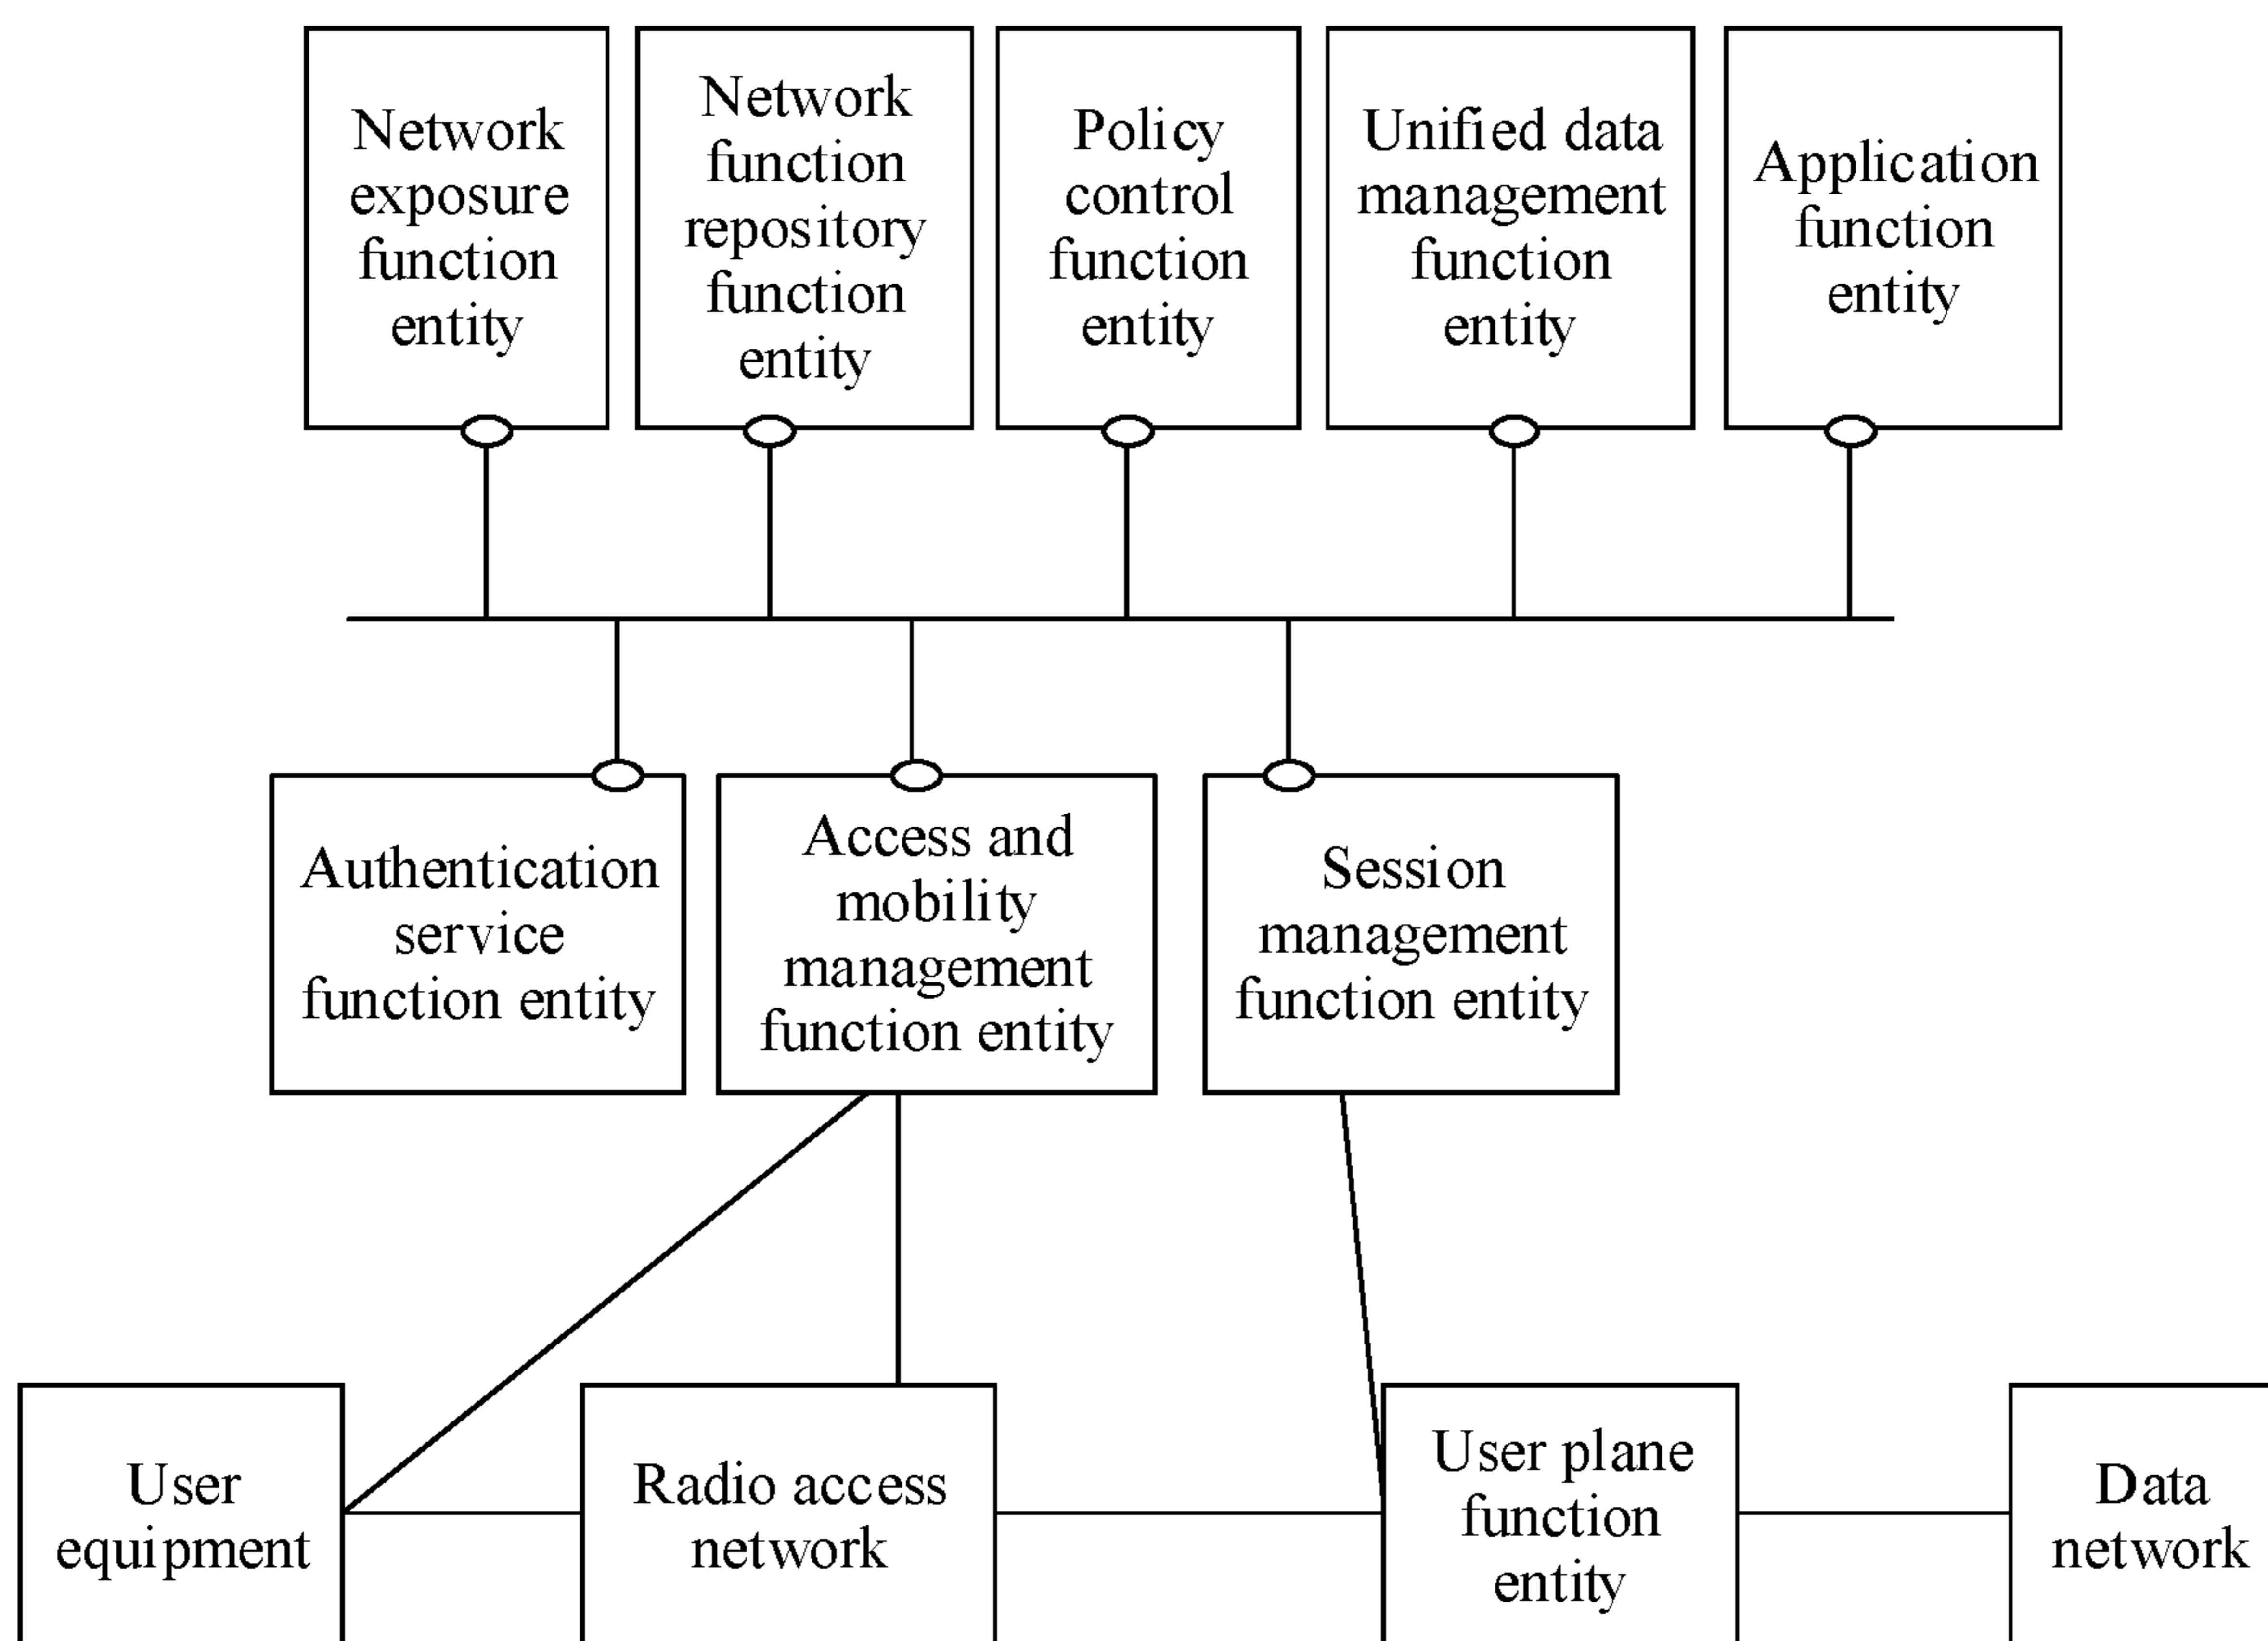 Network
exposure
function
entity
Network
function
repository
function
entity
Policy
control
function
entity
Unified data
management
function
entity
Application
function
entity
Authentication
service
function entity
Access and
mobility
management
function entity
Session
management
function entity
User
equipment
Radio access
network
User plane
function
entity
Data
network